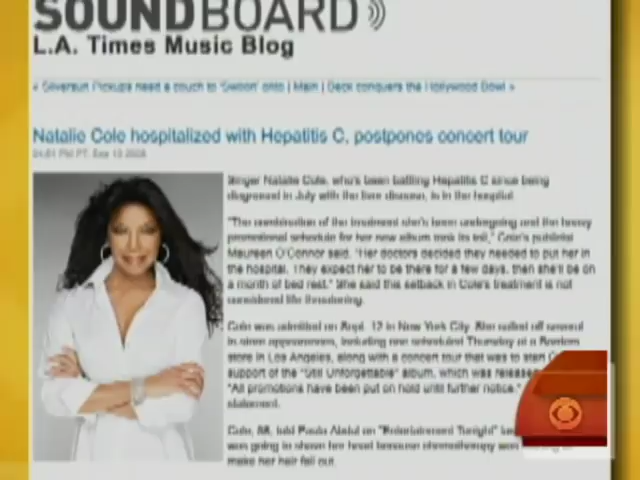 SOUNDBOARD
L.A. Times Music Blog
« Silversun Pickups need a couch to 'Swoon' onto | Main | Beck conquers the Hollywood Bowl »
Natalie Cole hospitalized with Hepatitis C, postpones concert tour
PM PT, Sep 2008
Singer Natalie Cole, who's been battling Hepatitis C since being
diagnosed in July with the liver disease, is in the hospital.
"The combination of the treatment she's been undergoing and the heavy
promotional schedule for her new album took its toll," Cole's publicist
Maureen O'Connor said. "Her doctors decided they needed to put her in
the hospital. They expect her to be there for a few days, then she'll be on
a month of bed rest." She said this setback in Cole's treatment is not
considered life threatening.
Cole was admitted on Sept. 12 in New York City. She called off several
in-store appearances, including one scheduled Thursday at a Borders
store in Los Angeles, along with a concert tour that was to start
support of the "Still Unforgettable" album, which was released
"All promotions have been put on hold until further notice,"
statement.
Cole, 58, told Paula Abdul on "Entertainment Tonight"
was going to shave her head because chemotherapy was
make her hair fall out.